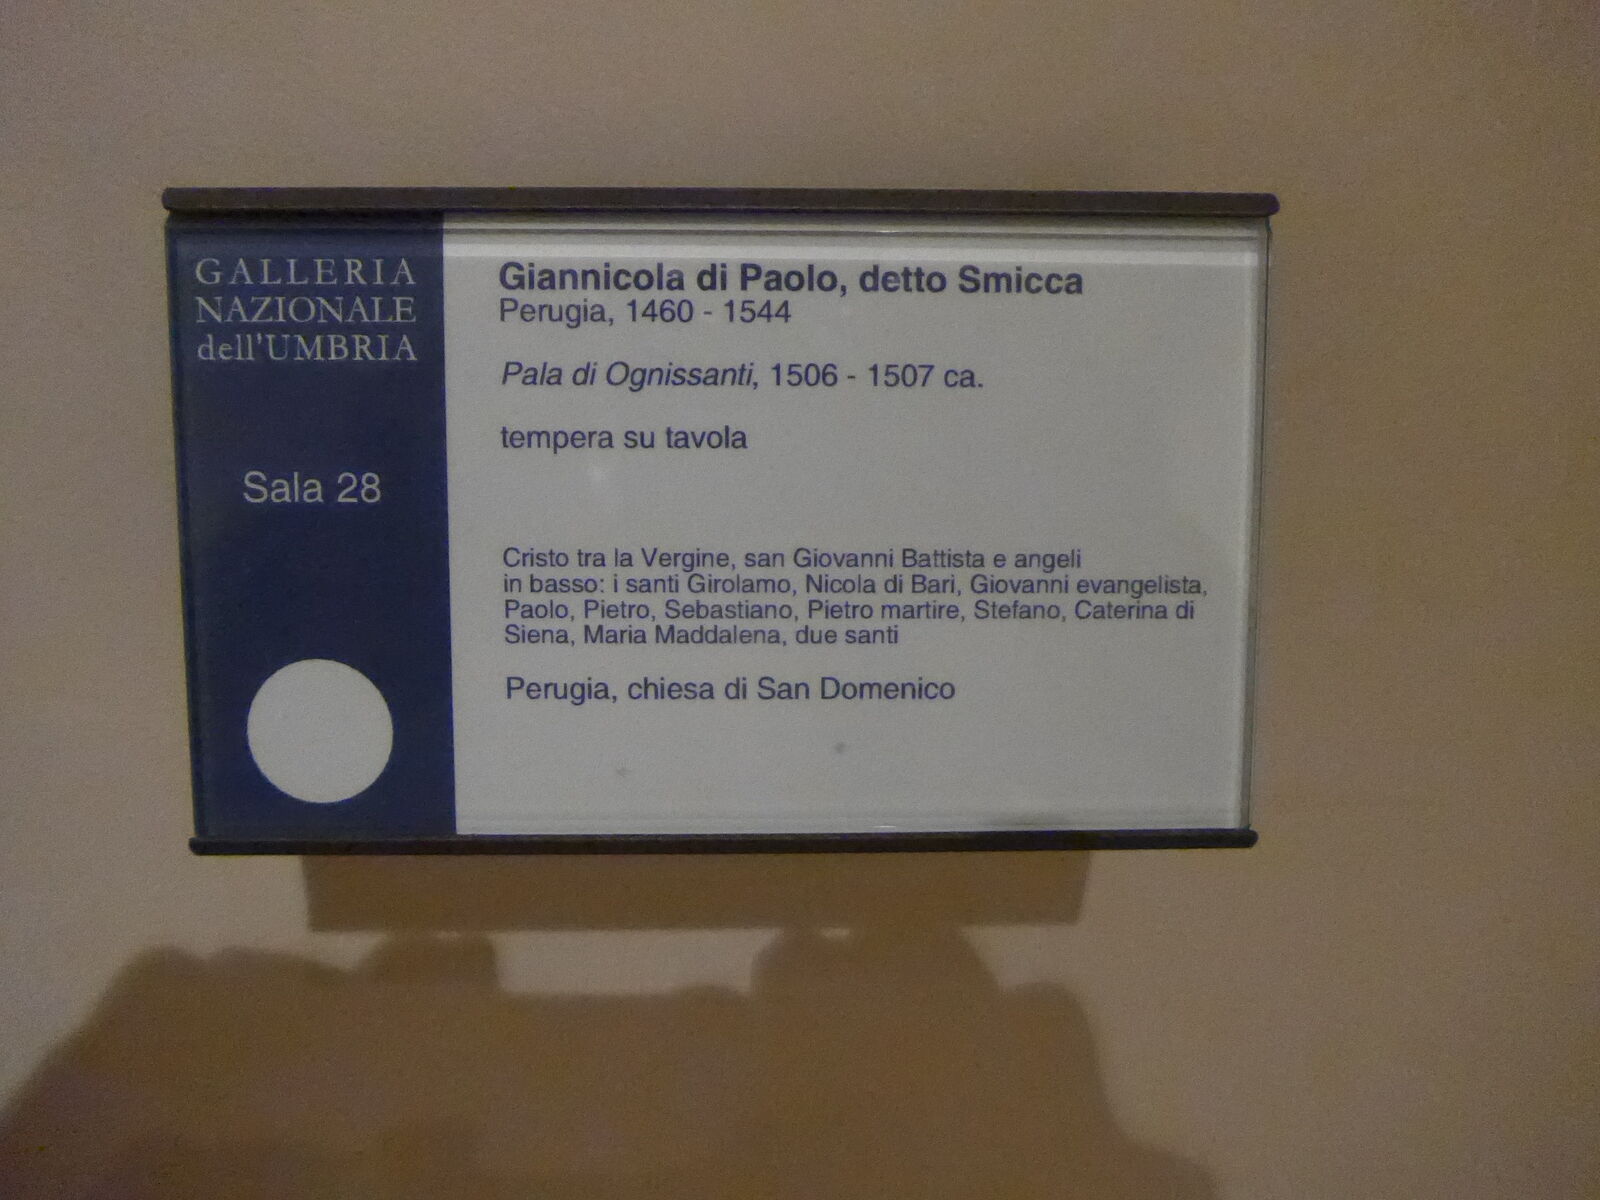 GALLERIA
NAZIONALE
dell'UMBRIA
Sala 28
Giannicola di Paolo, detto Smicca
Perugia, 1460 - 1544
Pala di Ognissanti, 1506 - 1507 ca.
tempera su tavola
Cristo tra la Vergine, san Giovanni Battista e angeli
in basso: i santi Girolamo, Nicola di Bari, Giovanni evangelista,
Paolo, Pietro, Sebastiano, Pietro martire, Stefano, Caterina di
Siena, Maria Maddalena, due santi
Perugia, chiesa di San Domenico